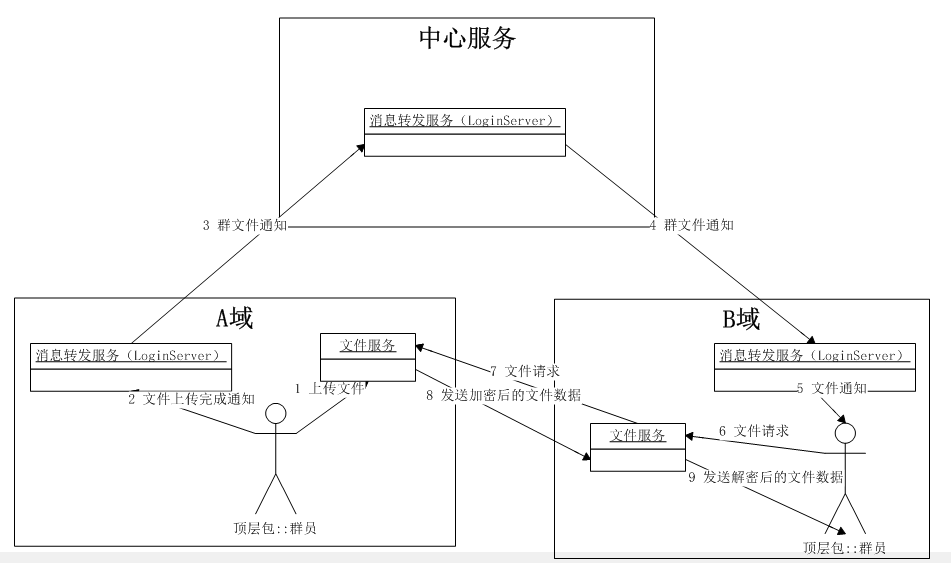 中心服务
消息转发服务（LoginServer）
3 群文件通知
4 群文件通知
A域
B域
消息转发服务（LoginServer）
文件服务
消息转发服务（LoginServer）
7 文件请求
1 上传文件
8 发送加密后的文件数据
5 文件通知
2 文件上传完成通知
文件服务
6 文件请求
9 发送解密后的文件数据
顶层包::群员
顶层包::群员